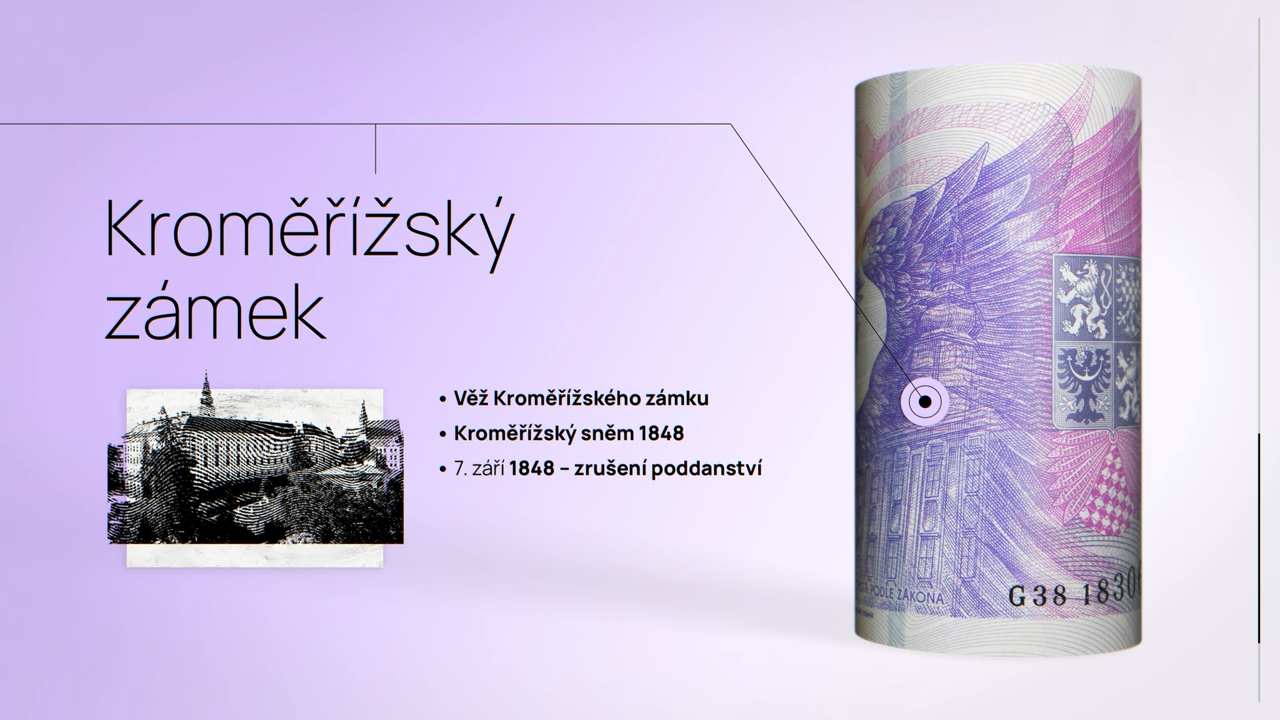 Kroměřížský
zámek
• Věž Kroměřížského zámku
• Kroměřížský sněm 1848
• 7. září 1848 – zrušení poddanství
PODLE ZÁKONA
G38 1830